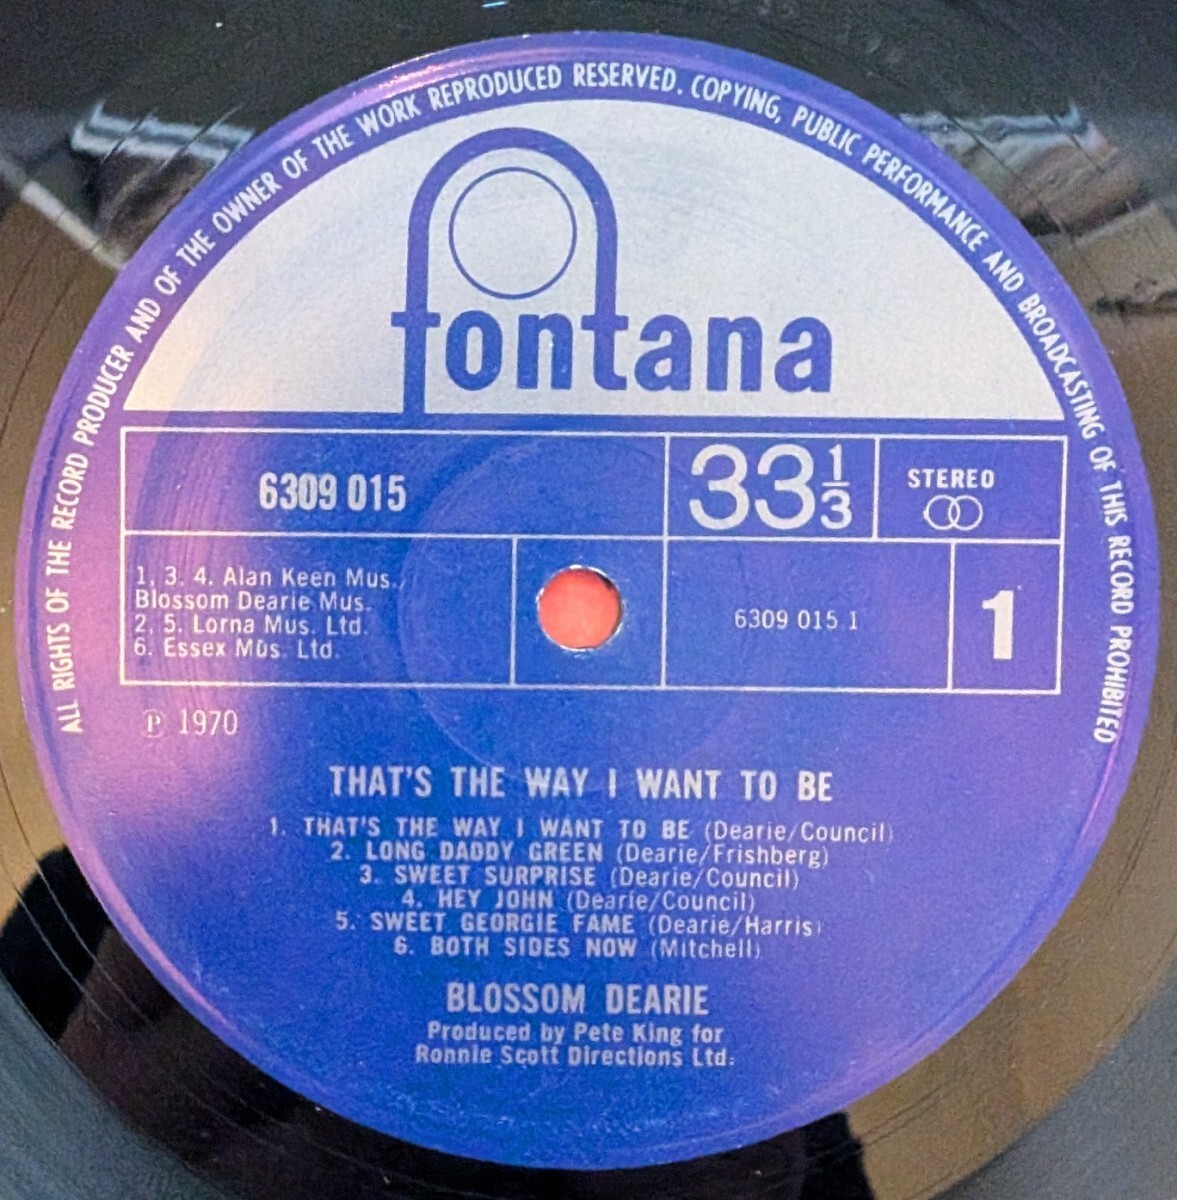 ALL RIGHTS OF THE RECORD PRODUCER AND OF THE OWNER OF THE WORK REPRODUCED RESERVED. COPYING, PUBLIC PERFORMANCE AND BROADCASTING OF THIS RECORD PROHIBITED
fontana
6309 015
33 1/3
STEREO
1. 3. 4. Alan Keen Mus.
Blossom Dearie Mus.
2. 5. Lorna Mus. Ltd.
6. Essex Mus. Ltd.
6309 015 1
1
℗ 1970
THAT'S THE WAY I WANT TO BE
1. THAT'S THE WAY I WANT TO BE (Dearie/Council)
2. LONG DADDY GREEN (Dearie/Frishberg)
3. SWEET SURPRISE (Dearie/Council)
4. HEY JOHN (Dearie/Council)
5. SWEET GEORGIE FAME (Dearie/Harris)
6. BOTH SIDES NOW (Mitchell)
BLOSSOM DEARIE
Produced by Pete King for
Ronnie Scott Directions Ltd.